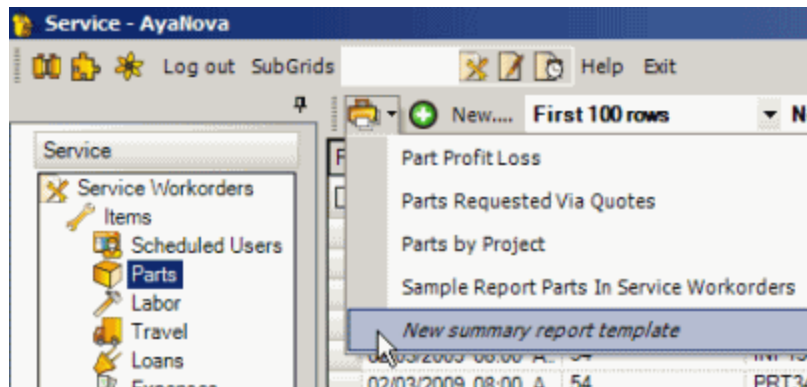 Service - AyaNova
Log out SubGrids Help Exit
New.... First 100 rows
Service
Service Workorders
Items
Scheduled Users
Parts
Labor
Travel
Loans
Expenses
Part Profit Loss
Parts Requested Via Quotes
Parts by Project
Sample Report Parts In Service Workorders
New summary report template
02/03/2009 08:00 A.. 54